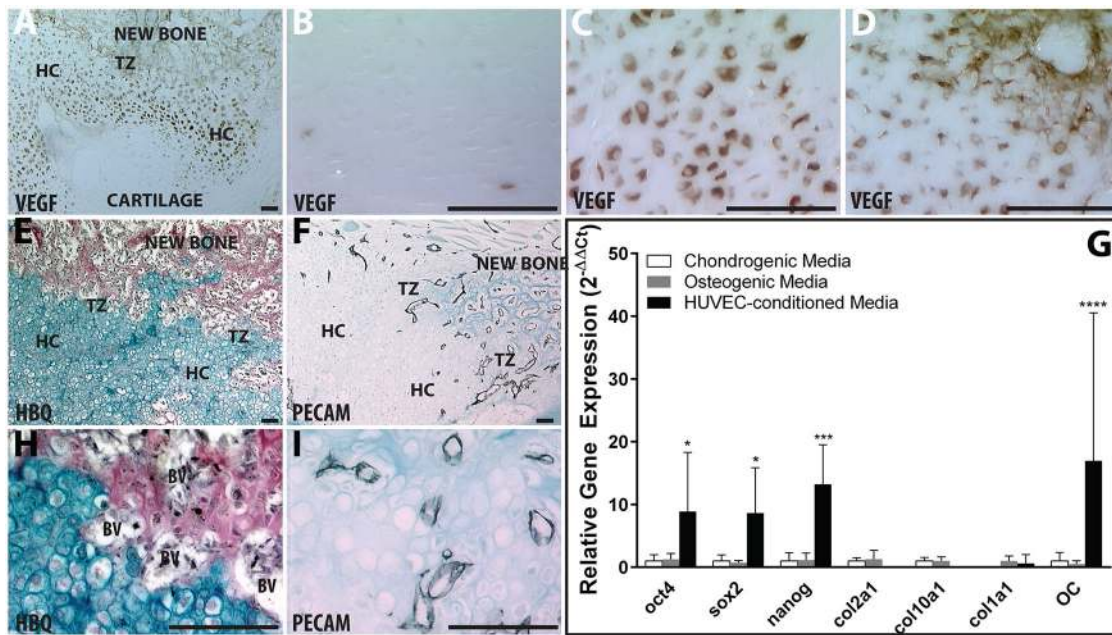 A
NEW BONE
HC
TZ
HC
VEGF
CARTILAGE
B
VEGF
C
VEGF
D
VEGF
E
NEW BONE
TZ
HC
TZ
HC
HBQ
F
NEW BONE
TZ
HC
TZ
HC
PECAM
H
BV
BV
BV
BV
HBQ
I
PECAM
G
Relative Gene Expression (2^-ΔΔCt)
50
40
30
20
10
0
Chondrogenic Media
Osteogenic Media
HUVEC-conditioned Media
*
*
***
****
oct4
sox2
nanog
col2a1
col10a1
col1a1
OC